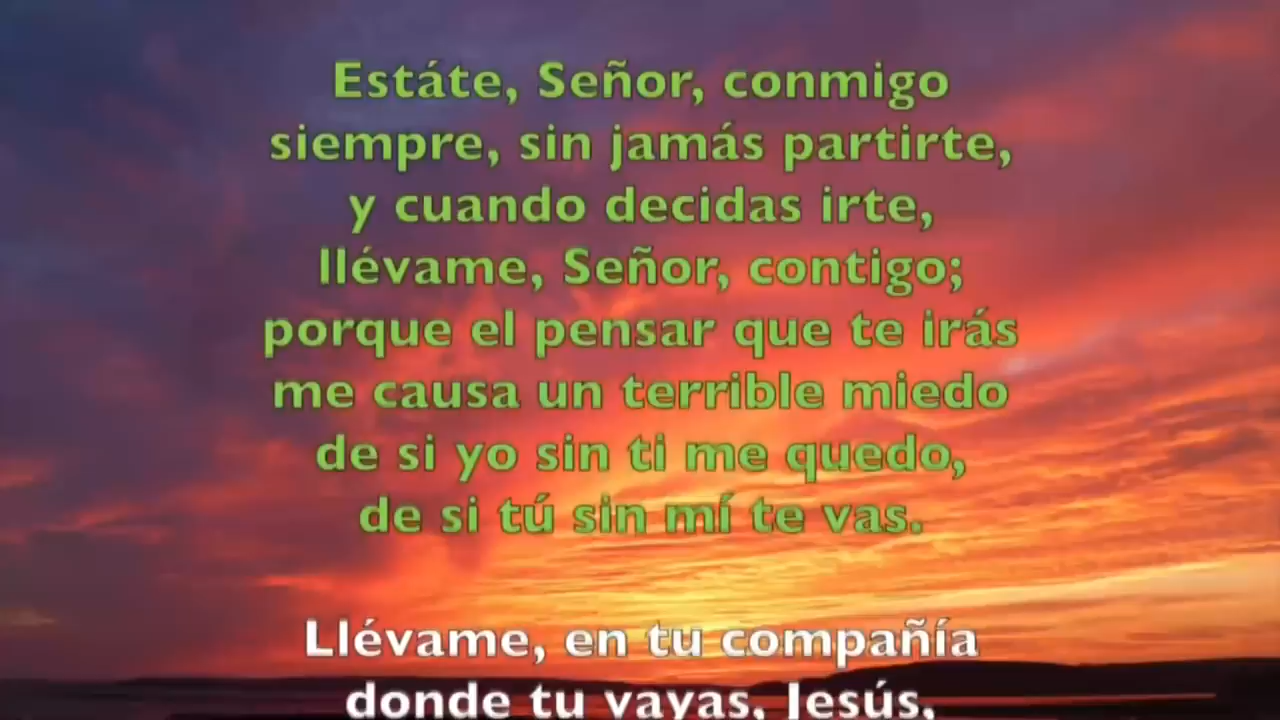 Estáte, Señor, conmigo
siempre, sin jamás partirte,
y cuando decidas irte,
llévame, Señor, contigo;
porque el pensar que te irás
me causa un terrible miedo
de si yo sin ti me quedo,
de si tú sin mí te vas.
Llévame, en tu compañía
donde tu vayas, Jesús,